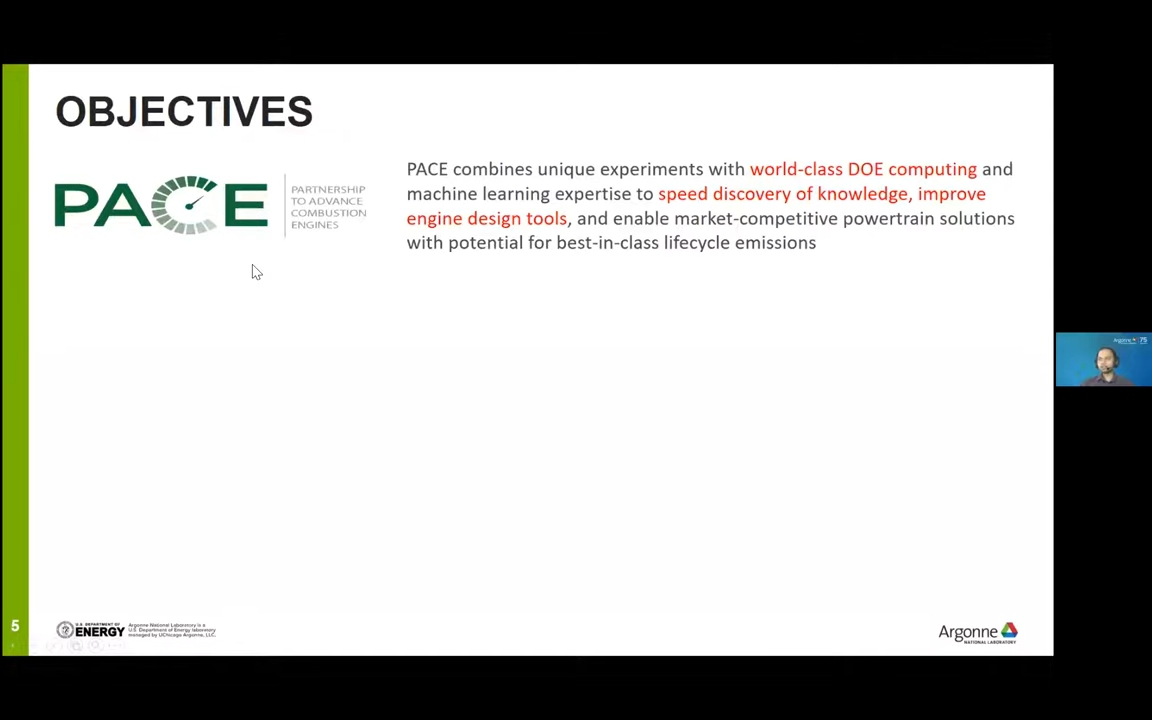 OBJECTIVES
PACE
PARTNERSHIP
TO ADVANCE
COMBUSTION
ENGINES
PACE combines unique experiments with world-class DOE computing and
machine learning expertise to speed discovery of knowledge, improve
engine design tools, and enable market-competitive powertrain solutions
with potential for best-in-class lifecycle emissions
Argonne 75
5
U.S. DEPARTMENT OF
ENERGY
Argonne National Laboratory is a
U.S. Department of Energy laboratory
managed by UChicago Argonne, LLC.
Argonne
NATIONAL LABORATORY